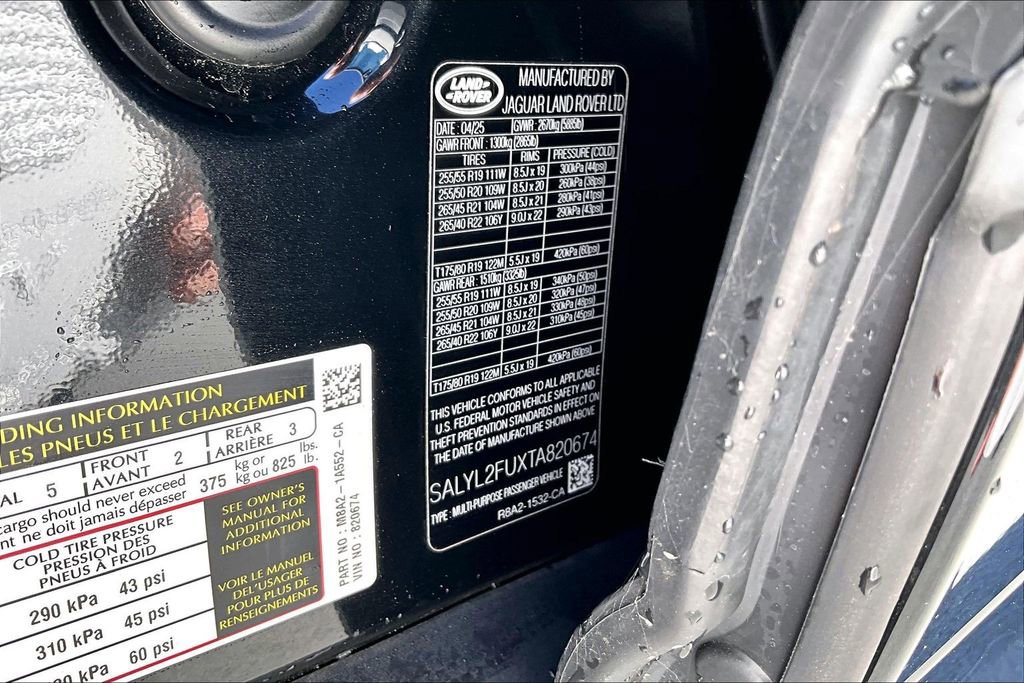 LAND ROVER
MANUFACTURED BY
JAGUAR LAND ROVER LTD
DATE : 04/25 GVWR : 2670kg (5885lb)
GAWR FRONT : 1300kg (2865lb)
TIRES RIMS PRESSURE (COLD)
255/55 R19 111W 8.5J x 19 300kPa (44psi)
255/50 R20 109W 8.5J x 20 260kPa (38psi)
265/45 R21 104W 8.5J x 21 280kPa (41psi)
265/40 R22 106Y 9.0J x 22 290kPa (43psi)
T175/80 R19 122M 5.5J x 19 420kPa (60psi)
GAWR REAR : 1510kg (3325lb)
255/55 R19 111W 8.5J x 19 340kPa (50psi)
255/50 R20 109W 8.5J x 20 320kPa (47psi)
265/45 R21 104W 8.5J x 21 330kPa (48psi)
265/40 R22 106Y 9.0J x 22 310kPa (45psi)
T175/80 R19 122M 5.5J x 19 420kPa (60psi)
THIS VEHICLE CONFORMS TO ALL APPLICABLE
U.S. FEDERAL MOTOR VEHICLE SAFETY AND
THEFT PREVENTION STANDARDS IN EFFECT ON
THE DATE OF MANUFACTURE SHOWN ABOVE
SALYL2FUXTA820674
TYPE : MULTI-PURPOSE PASSENGER VEHICLE
R8A2-1532-CA
DING INFORMATION
LES PNEUS ET LE CHARGEMENT
AL 5 FRONT 2 REAR 3
AVANT ARRIÈRE
cargo should never exceed 375 kg or 825 lbs.
nt ne doit jamais dépasser kg ou lb.
COLD TIRE PRESSURE
PRESSION DES
PNEUS À FROID
290 kPa 43 psi
310 kPa 45 psi
0 kPa 60 psi
SEE OWNER'S
MANUAL FOR
ADDITIONAL
INFORMATION
VOIR LE MANUEL
DEL'USAGER
POUR PLUS DE
RENSEIGNEMENTS
PART NO : M8A2-1A552-CA
VIN NO : 820674